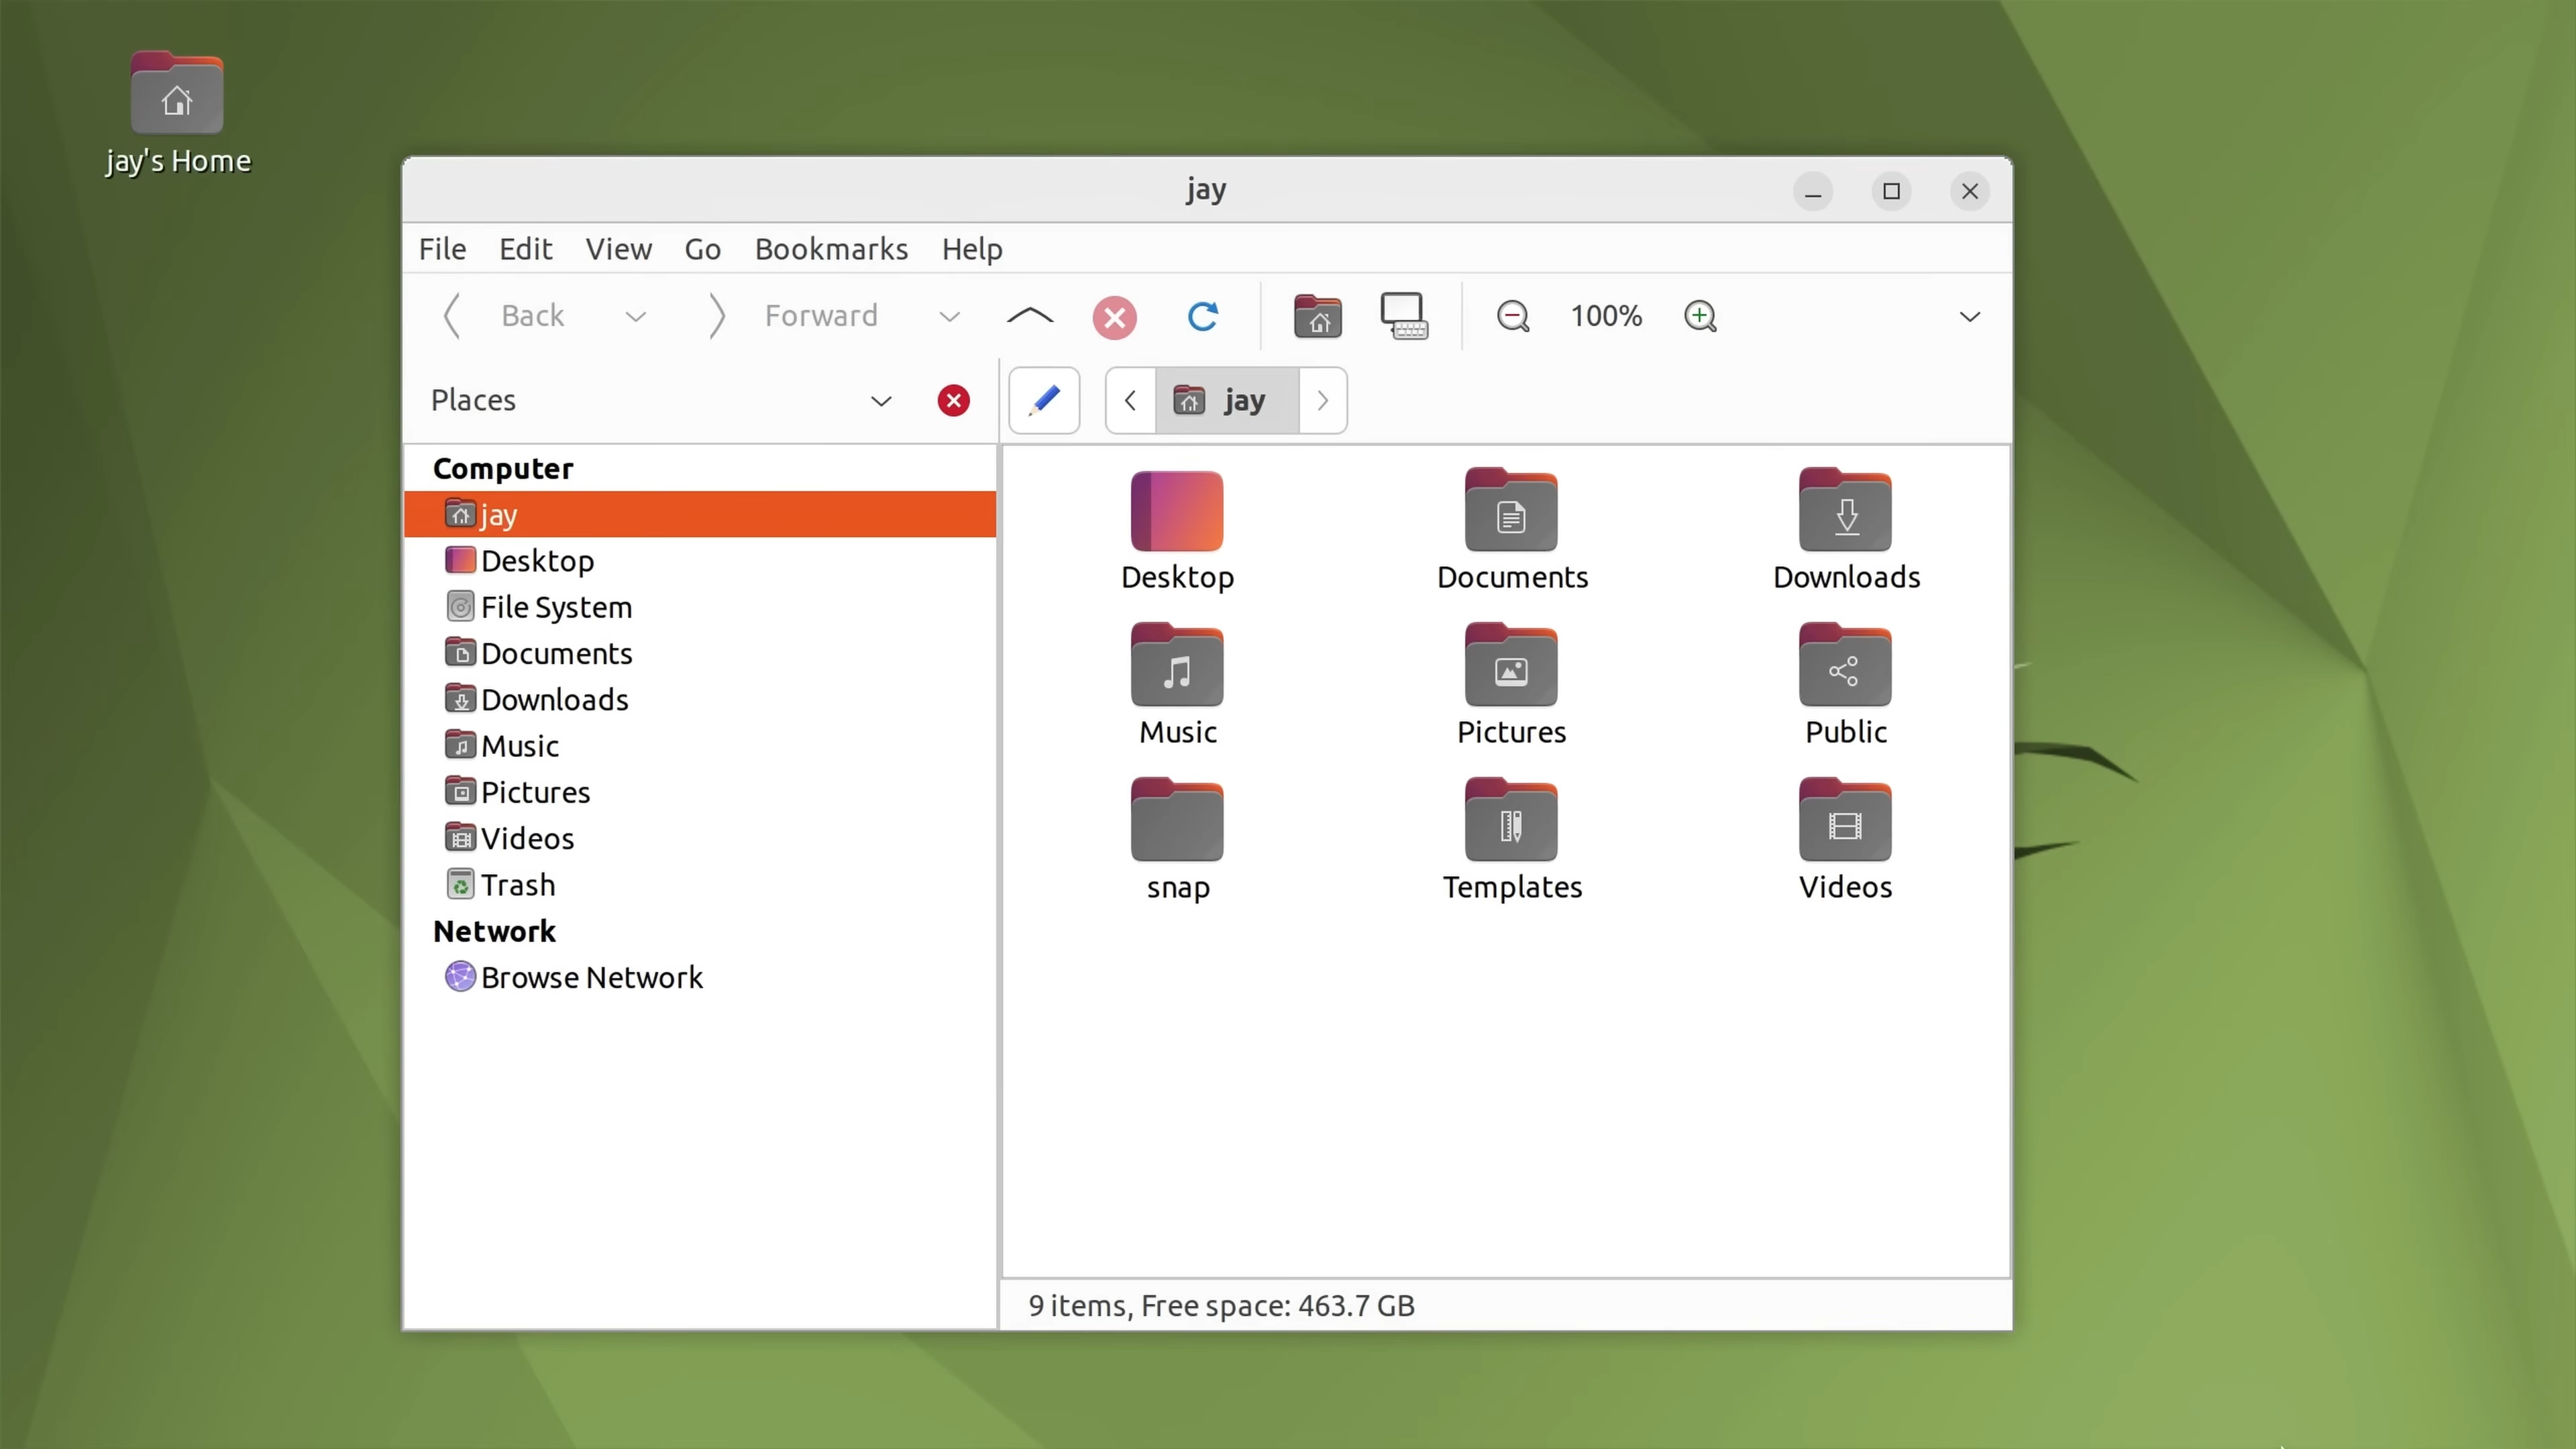 jay's Home
jay
File Edit View Go Bookmarks Help
Back Forward 100%
Places jay
Computer
jay
Desktop
File System
Documents
Downloads
Music
Pictures
Videos
Trash
Network
Browse Network
Desktop Documents Downloads
Music Pictures Public
snap Templates Videos
9 items, Free space: 463.7 GB